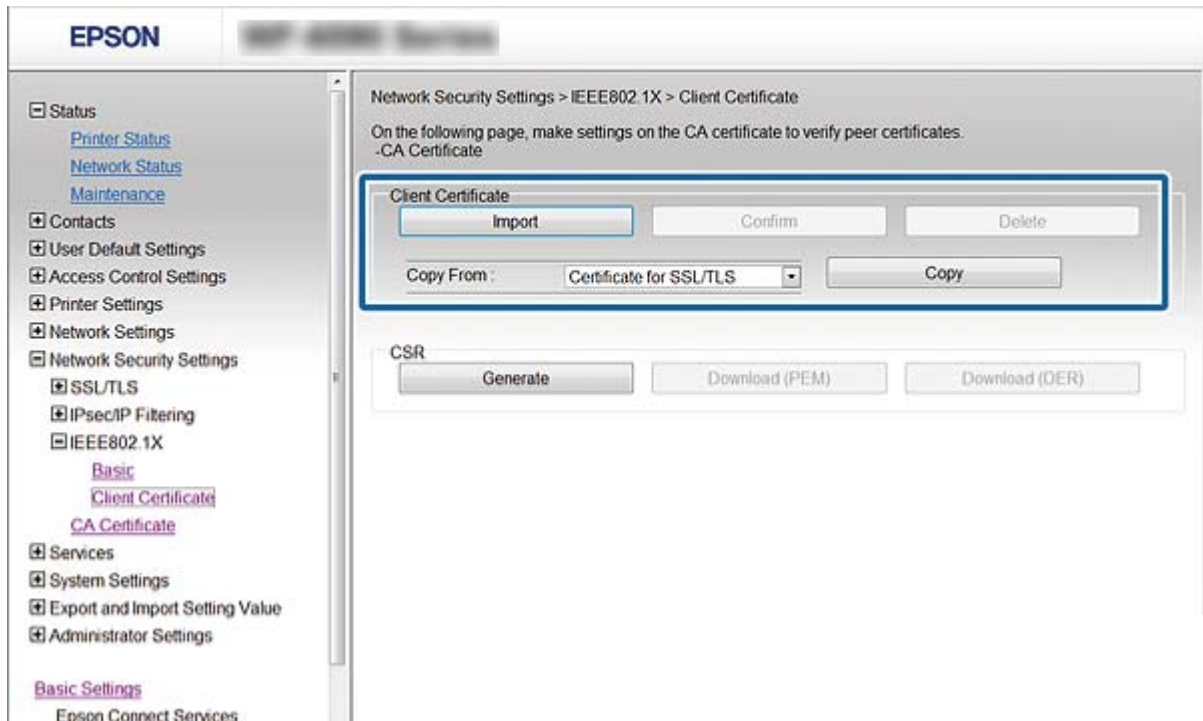 EPSON
Status
Printer Status
Network Status
Maintenance
Contacts
User Default Settings
Access Control Settings
Printer Settings
Network Settings
Network Security Settings
SSL/TLS
IPsec/IP Filtering
IEEE802.1X
Basic
Client Certificate
CA Certificate
Services
System Settings
Export and Import Setting Value
Administrator Settings
Basic Settings
Epson Connect Services
Network Security Settings > IEEE802.1X > Client Certificate
On the following page, make settings on the CA certificate to verify peer certificates.
-CA Certificate
Client Certificate
Import Confirm Delete
Copy From : Certificate for SSL/TLS Copy
CSR
Generate Download (PEM) Download (DER)